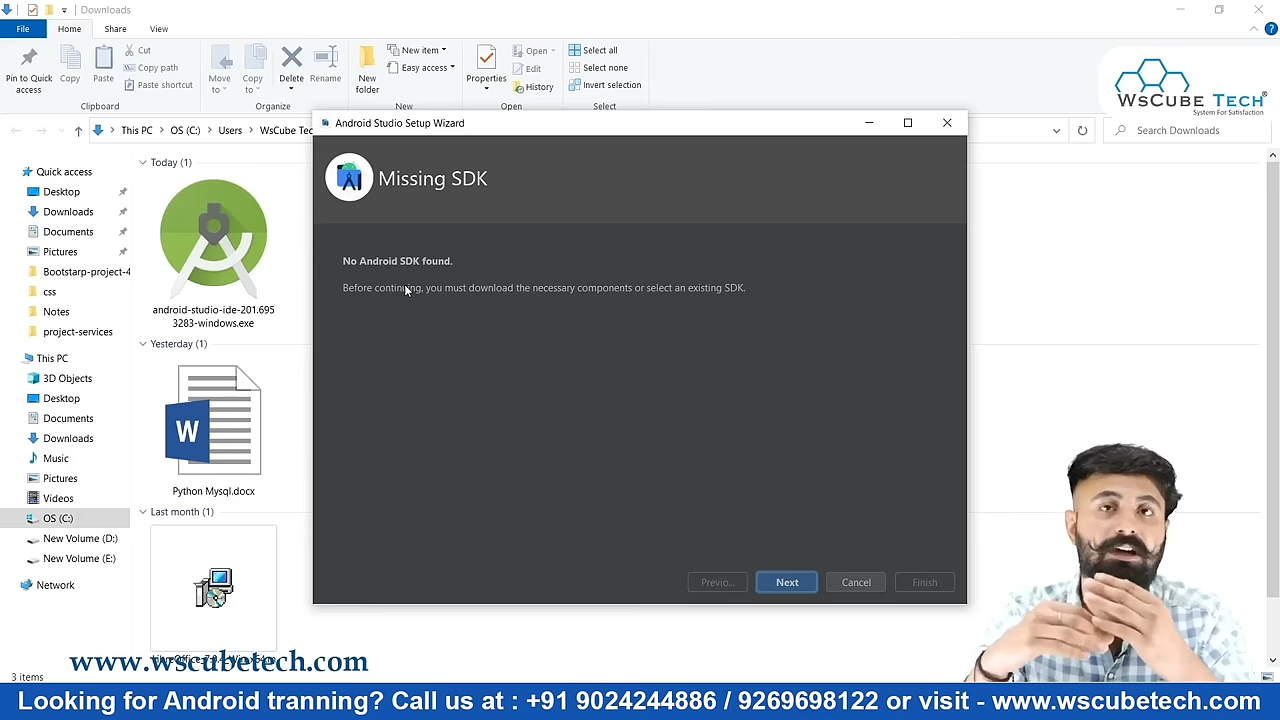 Downloads
File
Home
Share
View
Pin to Quick access
Copy
Paste
Cut
Copy path
Paste shortcut
Clipboard
Move to
Copy to
Delete
Rename
Organize
New folder
New item
Easy access
New
Properties
Open
Edit
History
Open
Select all
Select none
Invert selection
Select
WsCube Tech®
System For Satisfaction
This PC
OS (C:)
Users
WsCube Tec
Search Downloads
Android Studio Setup Wizard
Missing SDK
No Android SDK found.
Before continuing, you must download the necessary components or select an existing SDK.
Previo...
Next
Cancel
Finish
Quick access
Desktop
Downloads
Documents
Pictures
Bootstarp-project-4
css
Notes
project-services
This PC
3D Objects
Desktop
Documents
Downloads
Music
Pictures
Videos
OS (C:)
New Volume (D:)
New Volume (E:)
Network
Today (1)
android-studio-ide-201.695
3283-windows.exe
Yesterday (1)
W
Python Mysql.docx
Last month (1)
3 items
www.wscubetech.com
Looking for Android tranning? Call us at : +91 9024244886 / 9269698122 or visit - www.wscubetech.com